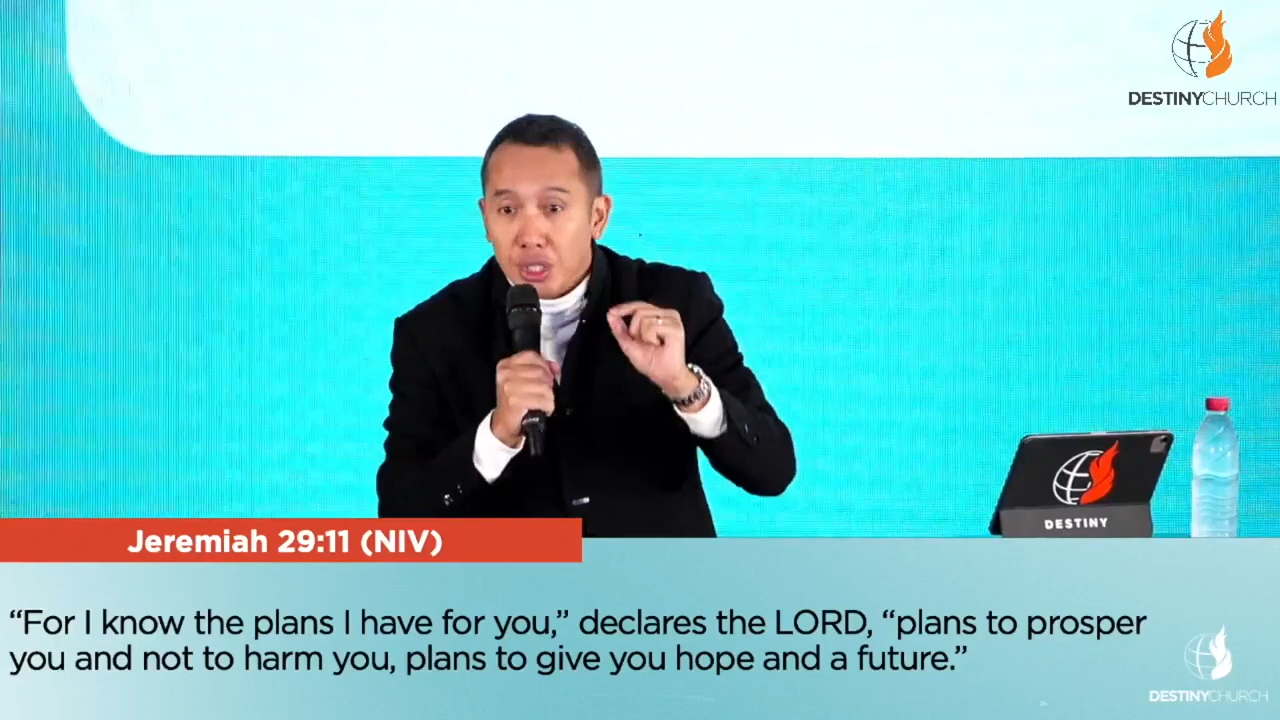 DESTINYCHURCH
DESTINY
Jeremiah 29:11 (NIV)
“For I know the plans I have for you,” declares the LORD, “plans to prosper
you and not to harm you, plans to give you hope and a future.”
DESTINYCHURCH